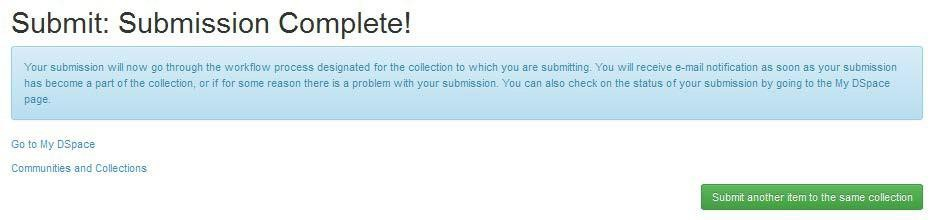 Submit: Submission Complete!
Your submission will now go through the workflow process designated for the collection to which you are submitting. You will receive e-mail notification as soon as your submission
has become a part of the collection, or if for some reason there is a problem with your submission. You can also check on the status of your submission by going to the My DSpace
page.
Go to My DSpace
Communities and Collections
Submit another item to the same collection